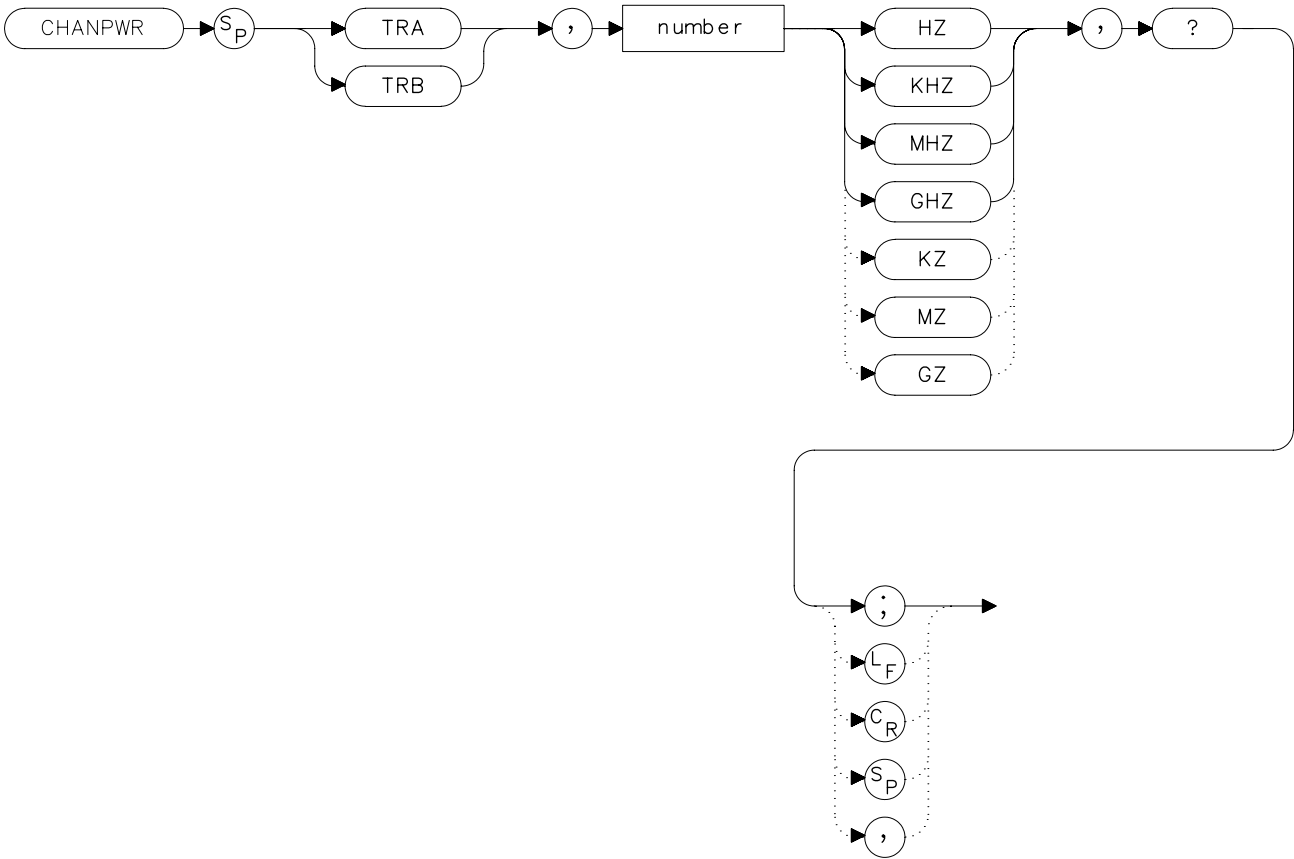 CHANPWR SP TRA , number HZ , ?
TRB
KHZ
MHZ
GHZ
KZ
MZ
GZ
;
LF
CR
SP
,